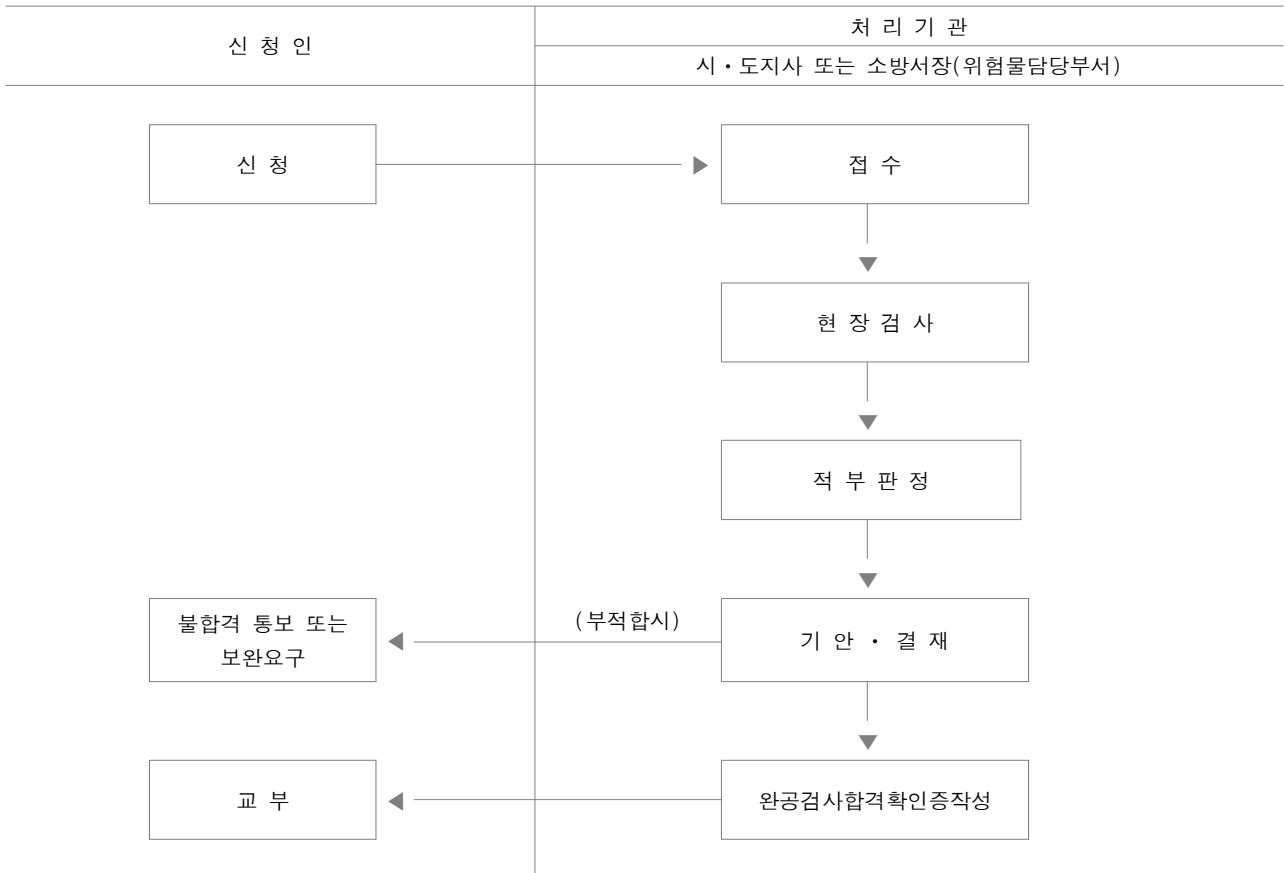 신 청 인
처 리 기 관
시・도지사 또는 소방서장(위험물담당부서)
신 청
접 수
현 장 검 사
적 부 판 정
불합격 통보 또는
보완요구
(부적합시)
기 안 ・ 결 재
교 부
완공검사합격확인증작성